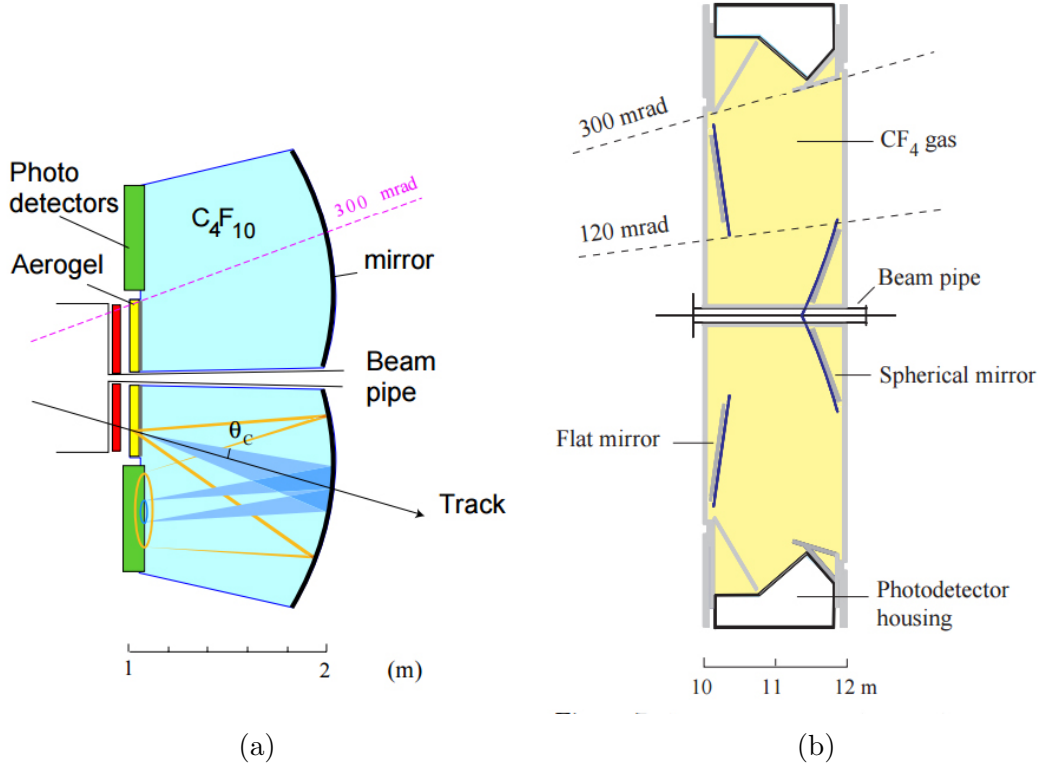 Photo
detectors
Aerogel
C₄F₁₀
300 mrad
mirror
Beam
pipe
θc
Track
1
2
(m)
(a)
300 mrad
CF₄ gas
120 mrad
Beam pipe
Spherical mirror
Flat mirror
Photodetector
housing
10
11
12 m
(b)